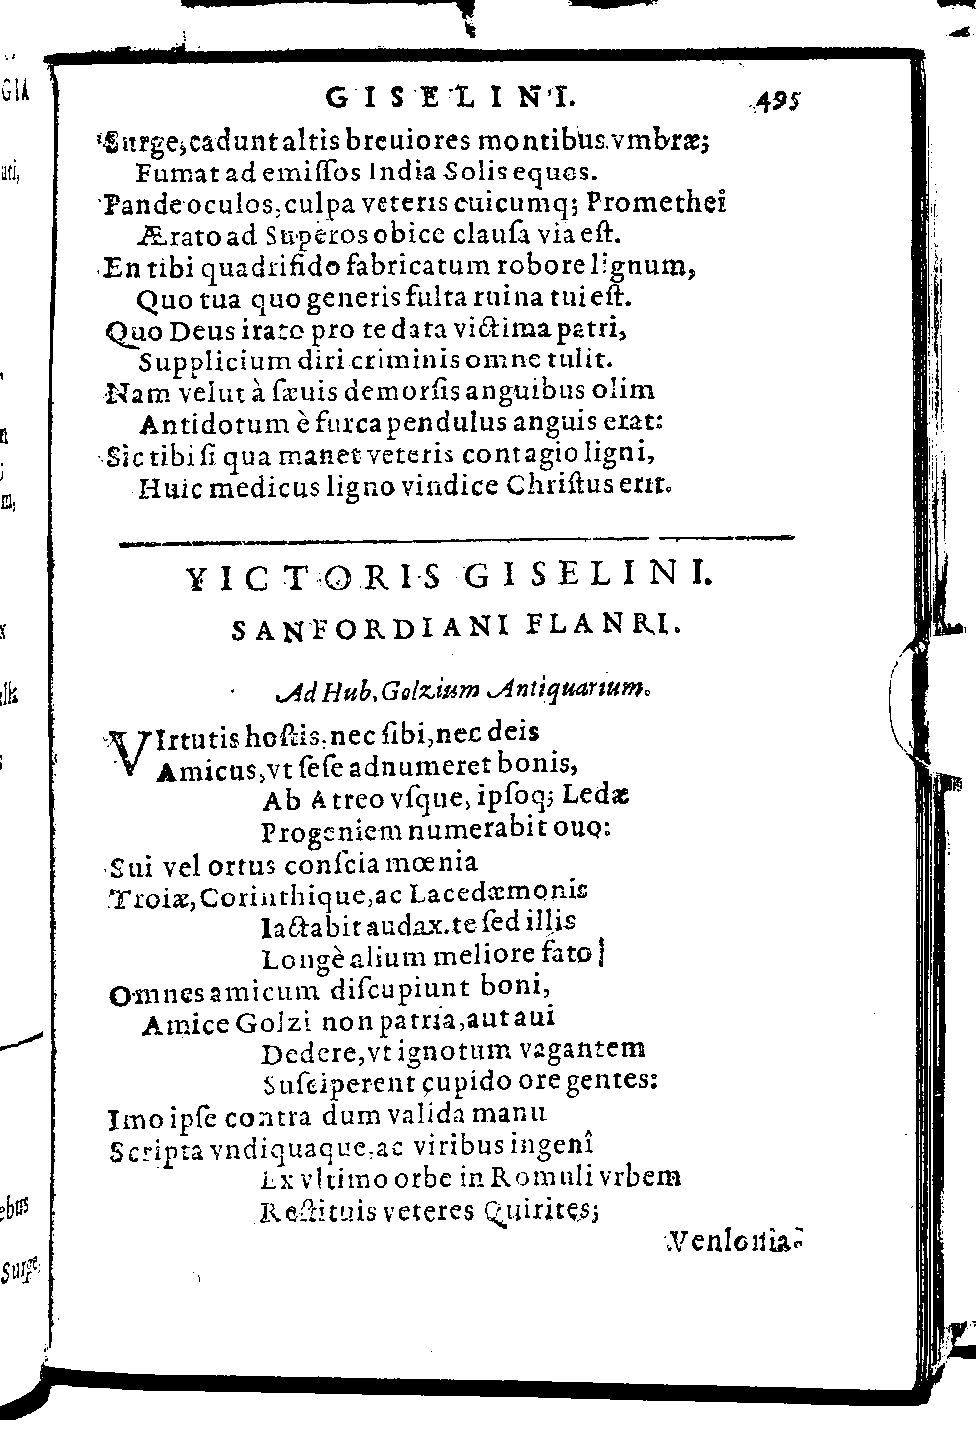 GISELINI. 495
Surge, cadunt altis breuiores montibus vmbræ;
Fumat ad emiſſos India Solis equos.
Pande oculos, culpa veteris cuicumq; Promethei
Ærato ad Superos obice clauſa via eſt.
En tibi quadrifido fabricatum robore lignum,
Quo tua quo generis fulta ruina tui eſt.
Quo Deus irato pro te data victima patri,
Supplicium diri criminis omne tulit.
Nam velut à ſæuis demorſis anguibus olim
Antidotum è furca pendulus anguis erat:
Sic tibi ſi qua manet veteris contagio ligni,
Huic medicus ligno vindice Chriſtus erit.
VICTORIS GISELINI.
SANFORDIANI FLANRI.
Ad Hub. Golzium Antiquarium.
VIrtutis hoſtis, nec ſibi, nec deis
Amicus, vt ſeſe adnumeret bonis,
Ab Atreo vſque, ipſoq; Ledæ
Progeniem numerabit ouo:
Sui vel ortus conſcia mœnia
Troiæ, Corinthique, ac Lacedæmonis
Iactabit audax. te ſed illis
Longè alium meliore fato
Omnes amicum diſcupiunt boni,
Amice Golzi non patria, aut aui
Dedere, vt ignotum vagantem
Suſciperent cupido ore gentes:
Imo ipſe contra dum valida manu
Scripta vndiquaque, ac viribus ingenî
Ex vltimo orbe in Romuli vrbem
Reſtituis veteres Quirites;
Venlonia-
uti,
m,
ebus
Surge,